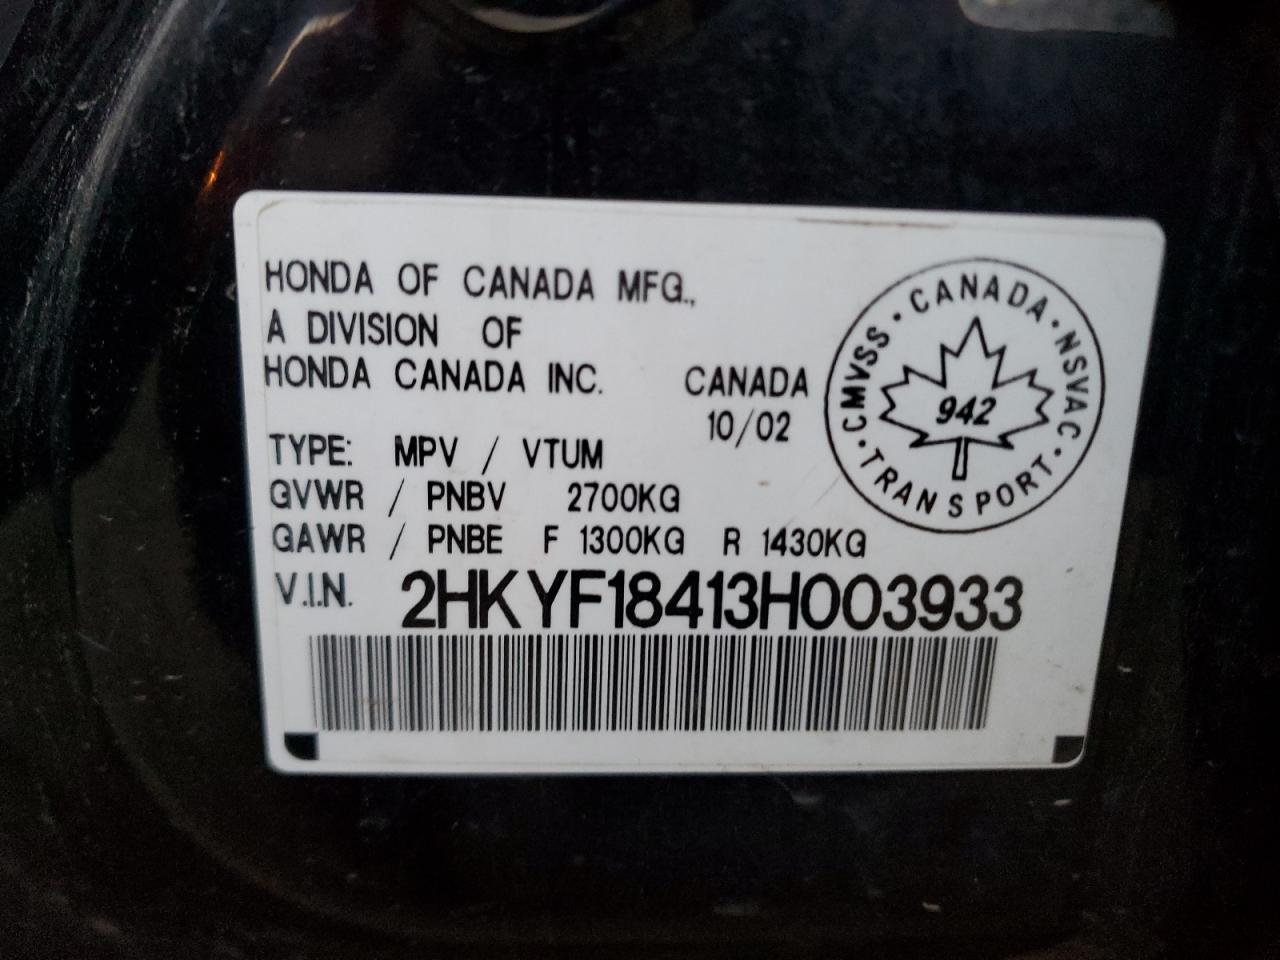 HONDA OF CANADA MFG.,
A DIVISION OF
HONDA CANADA INC.
CANADA
10/02
TYPE: MPV / VTUM
GVWR / PNBV 2700KG
GAWR / PNBE F 1300KG R 1430KG
V.I.N. 2HKYF18413H003933
CMVSS · CANADA · NSVAC · TRANSPORT ·
942